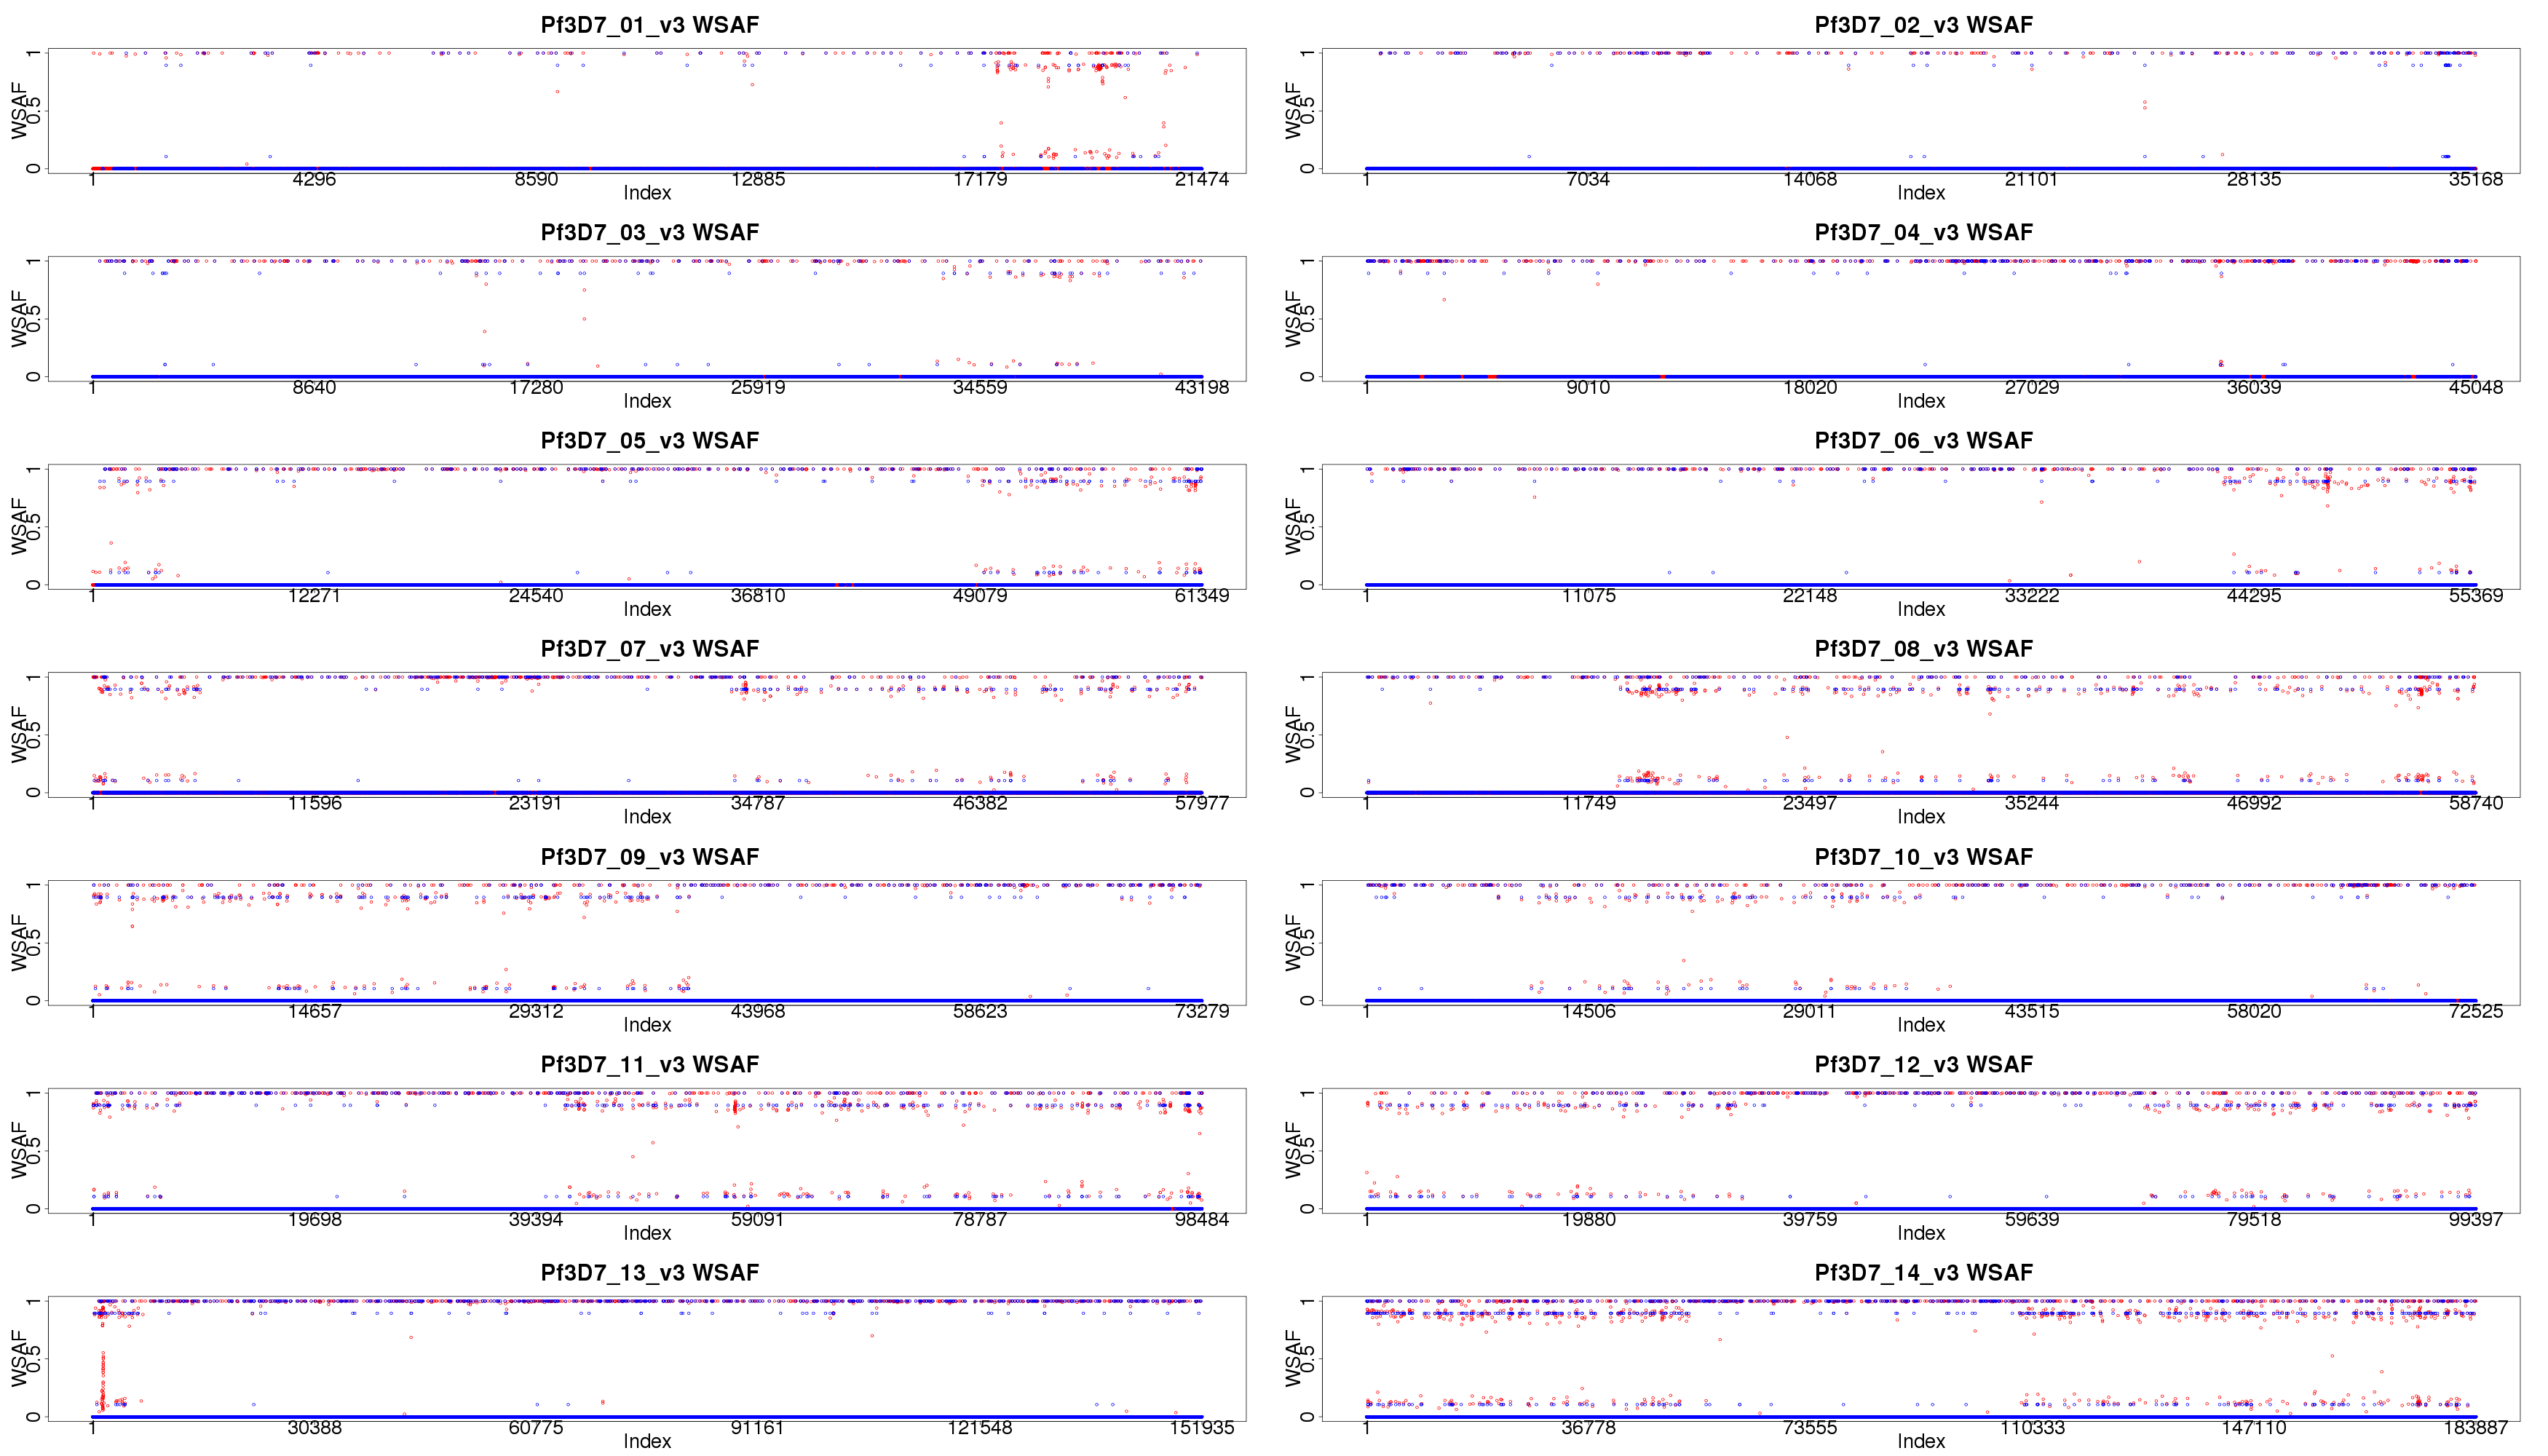 Pf3D7_01_v3 WSAF
WSAF
0 0.5 1
1 4296 8590 12885 17179 21474
Index
Pf3D7_02_v3 WSAF
WSAF
0 0.5 1
1 7034 14068 21101 28135 35168
Index
Pf3D7_03_v3 WSAF
WSAF
0 0.5 1
1 8640 17280 25919 34559 43198
Index
Pf3D7_04_v3 WSAF
WSAF
0 0.5 1
1 9010 18020 27029 36039 45048
Index
Pf3D7_05_v3 WSAF
WSAF
0 0.5 1
1 12271 24540 36810 49079 61349
Index
Pf3D7_06_v3 WSAF
WSAF
0 0.5 1
1 11075 22148 33222 44295 55369
Index
Pf3D7_07_v3 WSAF
WSAF
0 0.5 1
1 11596 23191 34787 46382 57977
Index
Pf3D7_08_v3 WSAF
WSAF
0 0.5 1
1 11749 23497 35244 46992 58740
Index
Pf3D7_09_v3 WSAF
WSAF
0 0.5 1
1 14657 29312 43968 58623 73279
Index
Pf3D7_10_v3 WSAF
WSAF
0 0.5 1
1 14506 29011 43515 58020 72525
Index
Pf3D7_11_v3 WSAF
WSAF
0 0.5 1
1 19698 39394 59091 78787 98484
Index
Pf3D7_12_v3 WSAF
WSAF
0 0.5 1
1 19880 39759 59639 79518 99397
Index
Pf3D7_13_v3 WSAF
WSAF
0 0.5 1
1 30388 60775 91161 121548 151935
Index
Pf3D7_14_v3 WSAF
WSAF
0 0.5 1
1 36778 73555 110333 147110 183887
Index